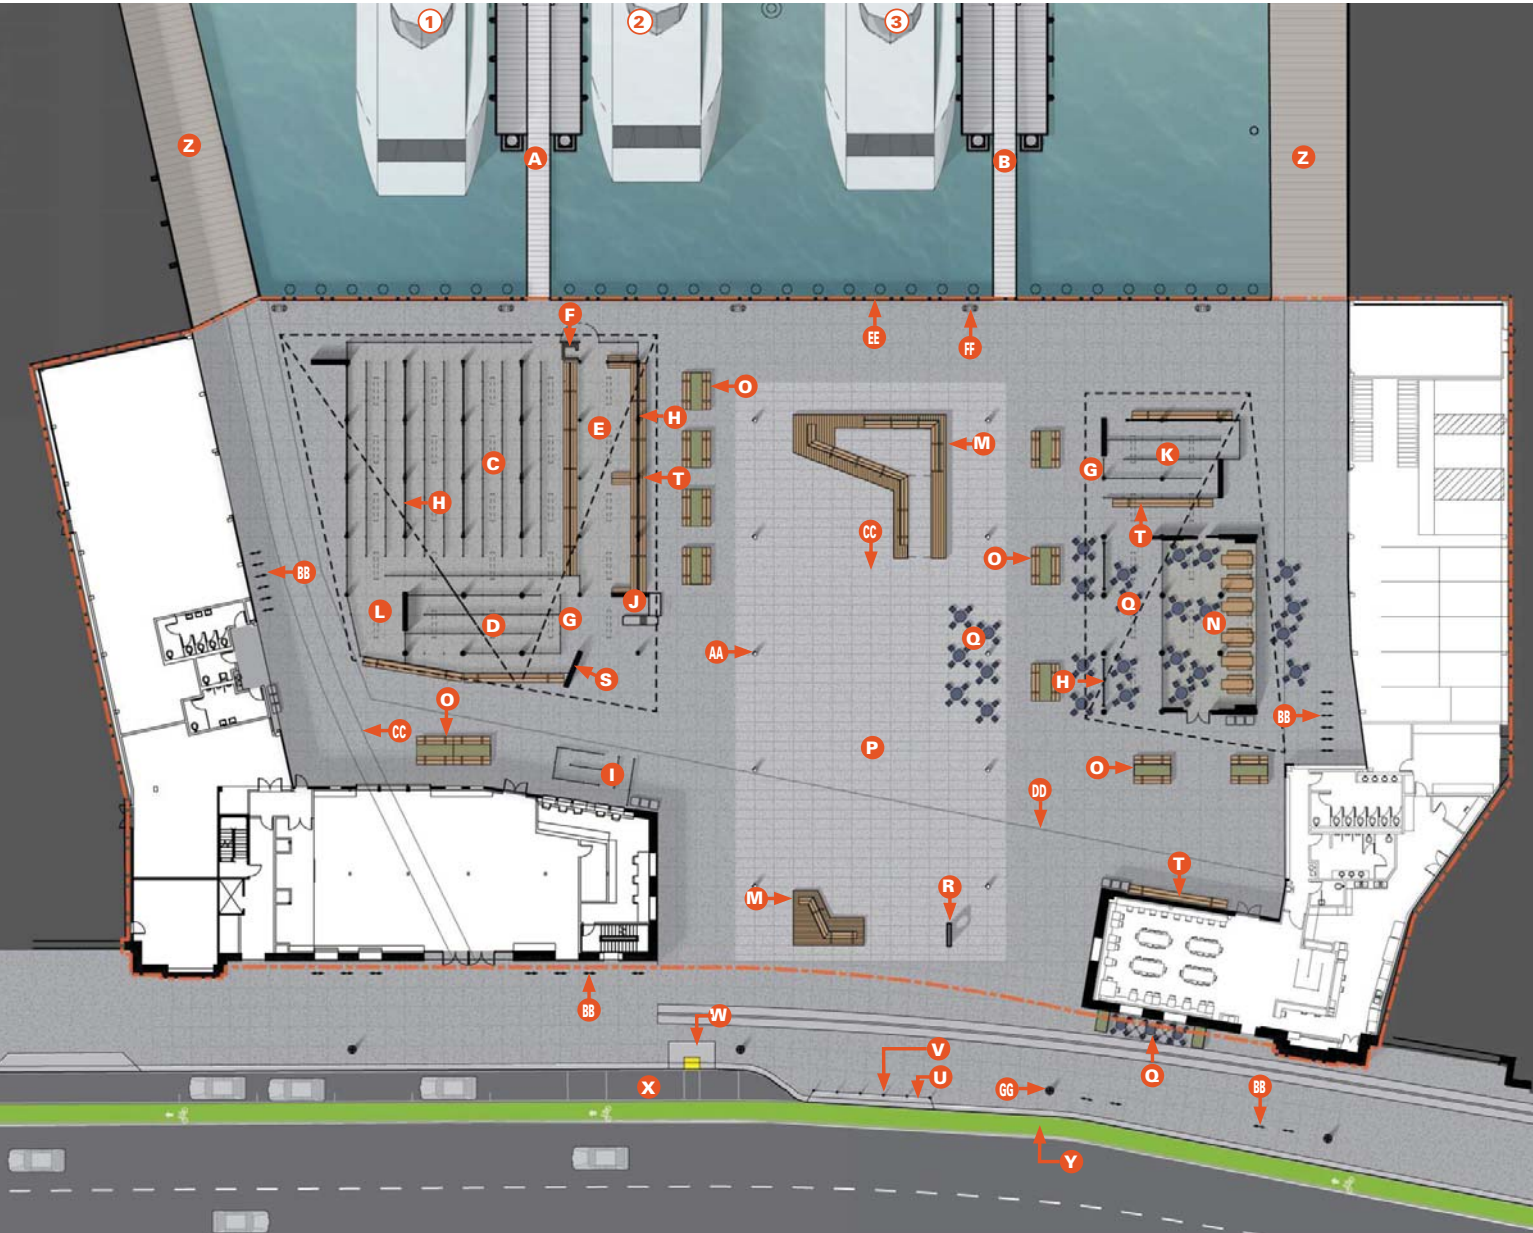 1 2 3
Z A B Z
F
EE FF
O
H M
E G K
C T
H
CC T
O
BB
L J Q
D G N
Q
AA
S H
O BB
CC
P
I O
DD
T
R
M
BB
W
V
U
X GG Q BB
Y